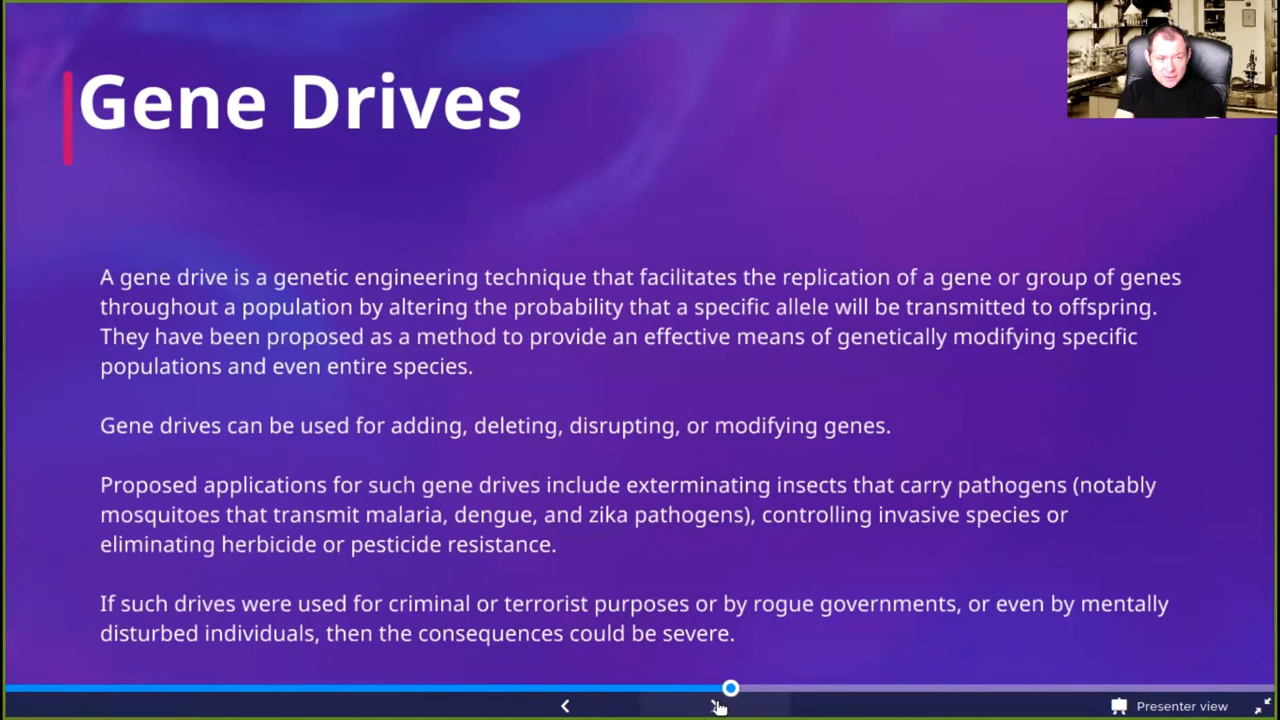 Gene Drives
A gene drive is a genetic engineering technique that facilitates the replication of a gene or group of genes
throughout a population by altering the probability that a specific allele will be transmitted to offspring.
They have been proposed as a method to provide an effective means of genetically modifying specific
populations and even entire species.
Gene drives can be used for adding, deleting, disrupting, or modifying genes.
Proposed applications for such gene drives include exterminating insects that carry pathogens (notably
mosquitoes that transmit malaria, dengue, and zika pathogens), controlling invasive species or
eliminating herbicide or pesticide resistance.
If such drives were used for criminal or terrorist purposes or by rogue governments, or even by mentally
disturbed individuals, then the consequences could be severe.
Presenter view